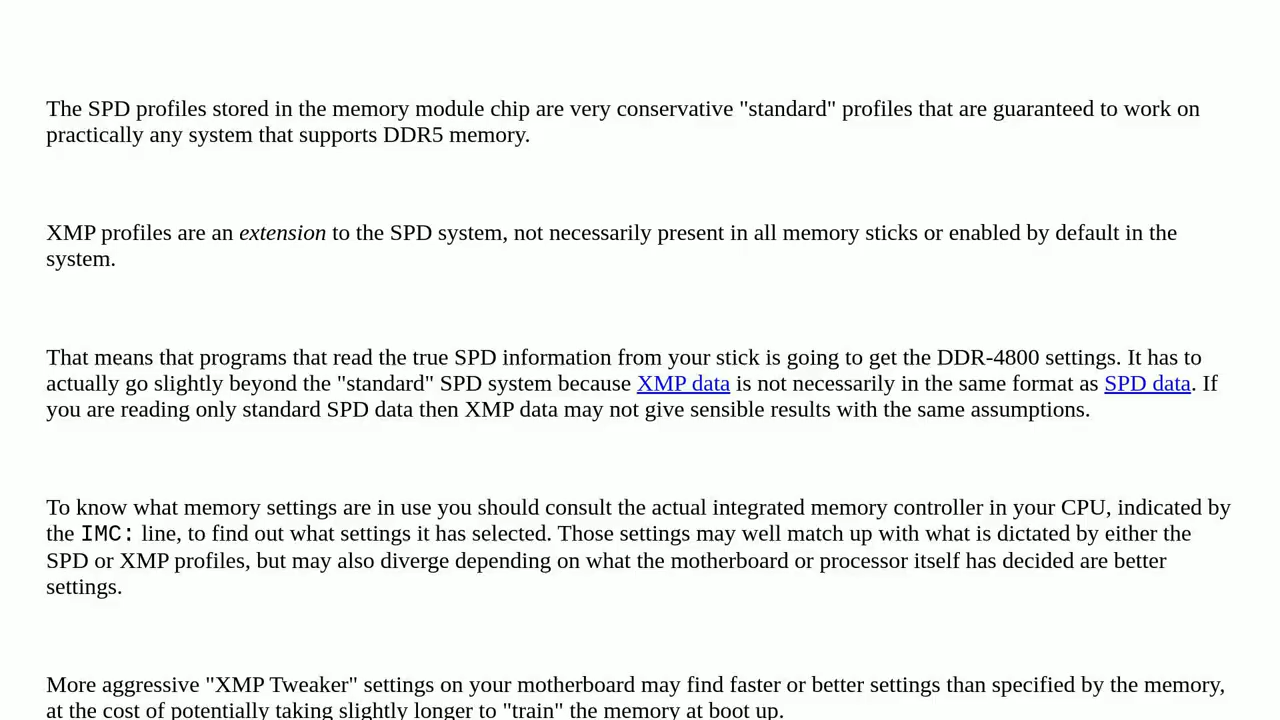 The SPD profiles stored in the memory module chip are very conservative "standard" profiles that are guaranteed to work on
practically any system that supports DDR5 memory.
XMP profiles are an extension to the SPD system, not necessarily present in all memory sticks or enabled by default in the
system.
That means that programs that read the true SPD information from your stick is going to get the DDR-4800 settings. It has to
actually go slightly beyond the "standard" SPD system because XMP data is not necessarily in the same format as SPD data. If
you are reading only standard SPD data then XMP data may not give sensible results with the same assumptions.
To know what memory settings are in use you should consult the actual integrated memory controller in your CPU, indicated by
the IMC: line, to find out what settings it has selected. Those settings may well match up with what is dictated by either the
SPD or XMP profiles, but may also diverge depending on what the motherboard or processor itself has decided are better
settings.
More aggressive "XMP Tweaker" settings on your motherboard may find faster or better settings than specified by the memory,
at the cost of potentially taking slightly longer to "train" the memory at boot up.